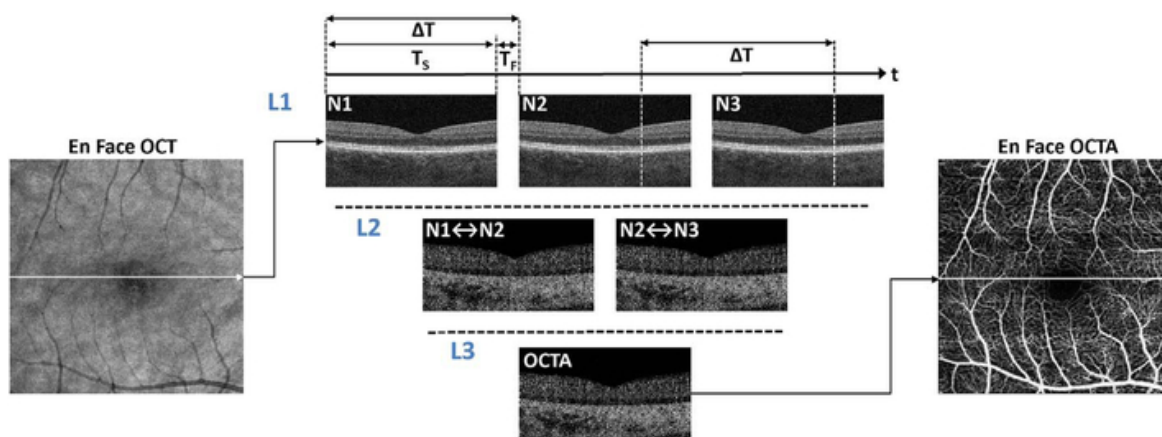 ΔT
T_S T_F ΔT
t
L1 N1 N2 N3
En Face OCT En Face OCTA
L2
N1↔N2 N2↔N3
L3
OCTA